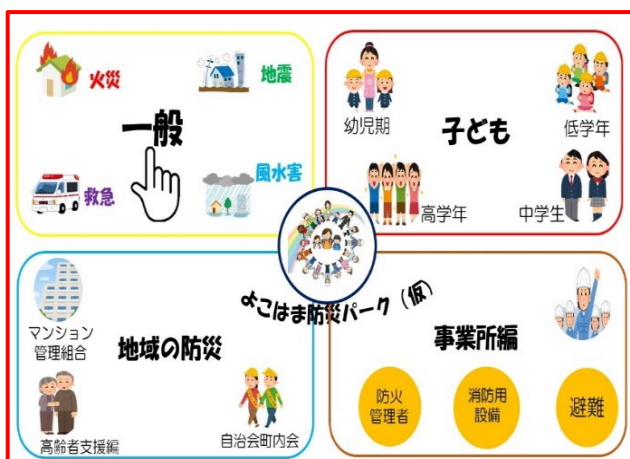 火災
地震
一般
救急
風水害
幼児期
子ども
低学年
高学年
中学生
よこはま防災パーク(仮)
マンション
管理組合
地域の防災
高齢者支援編
自治会町内会
事業所編
防火
管理者
消防用
設備
避難